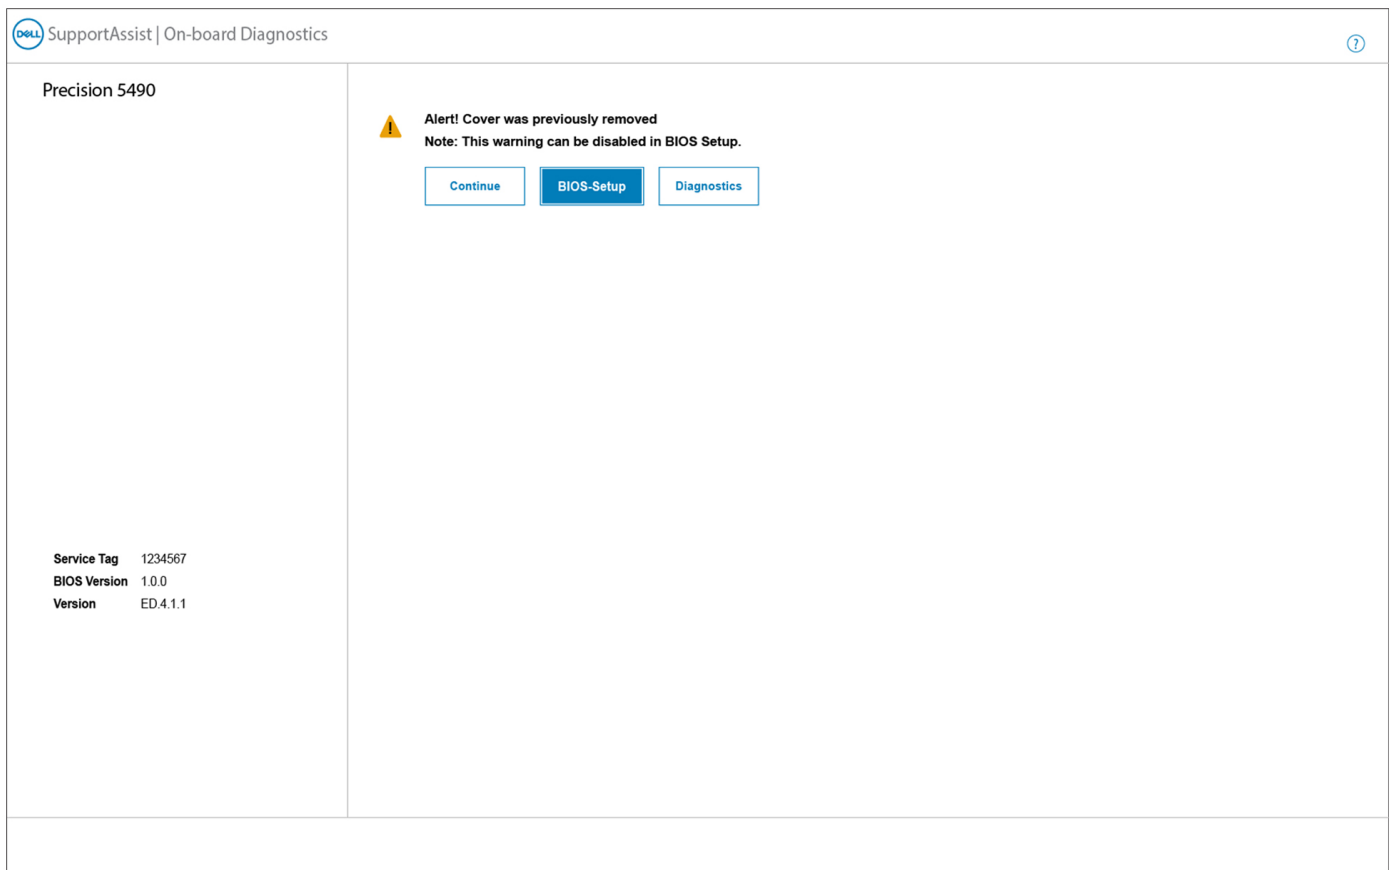 DELL SupportAssist | On-board Diagnostics
?
Precision 5490
Alert! Cover was previously removed
Note: This warning can be disabled in BIOS Setup.
Continue BIOS-Setup Diagnostics
Service Tag 1234567
BIOS Version 1.0.0
Version ED.4.1.1